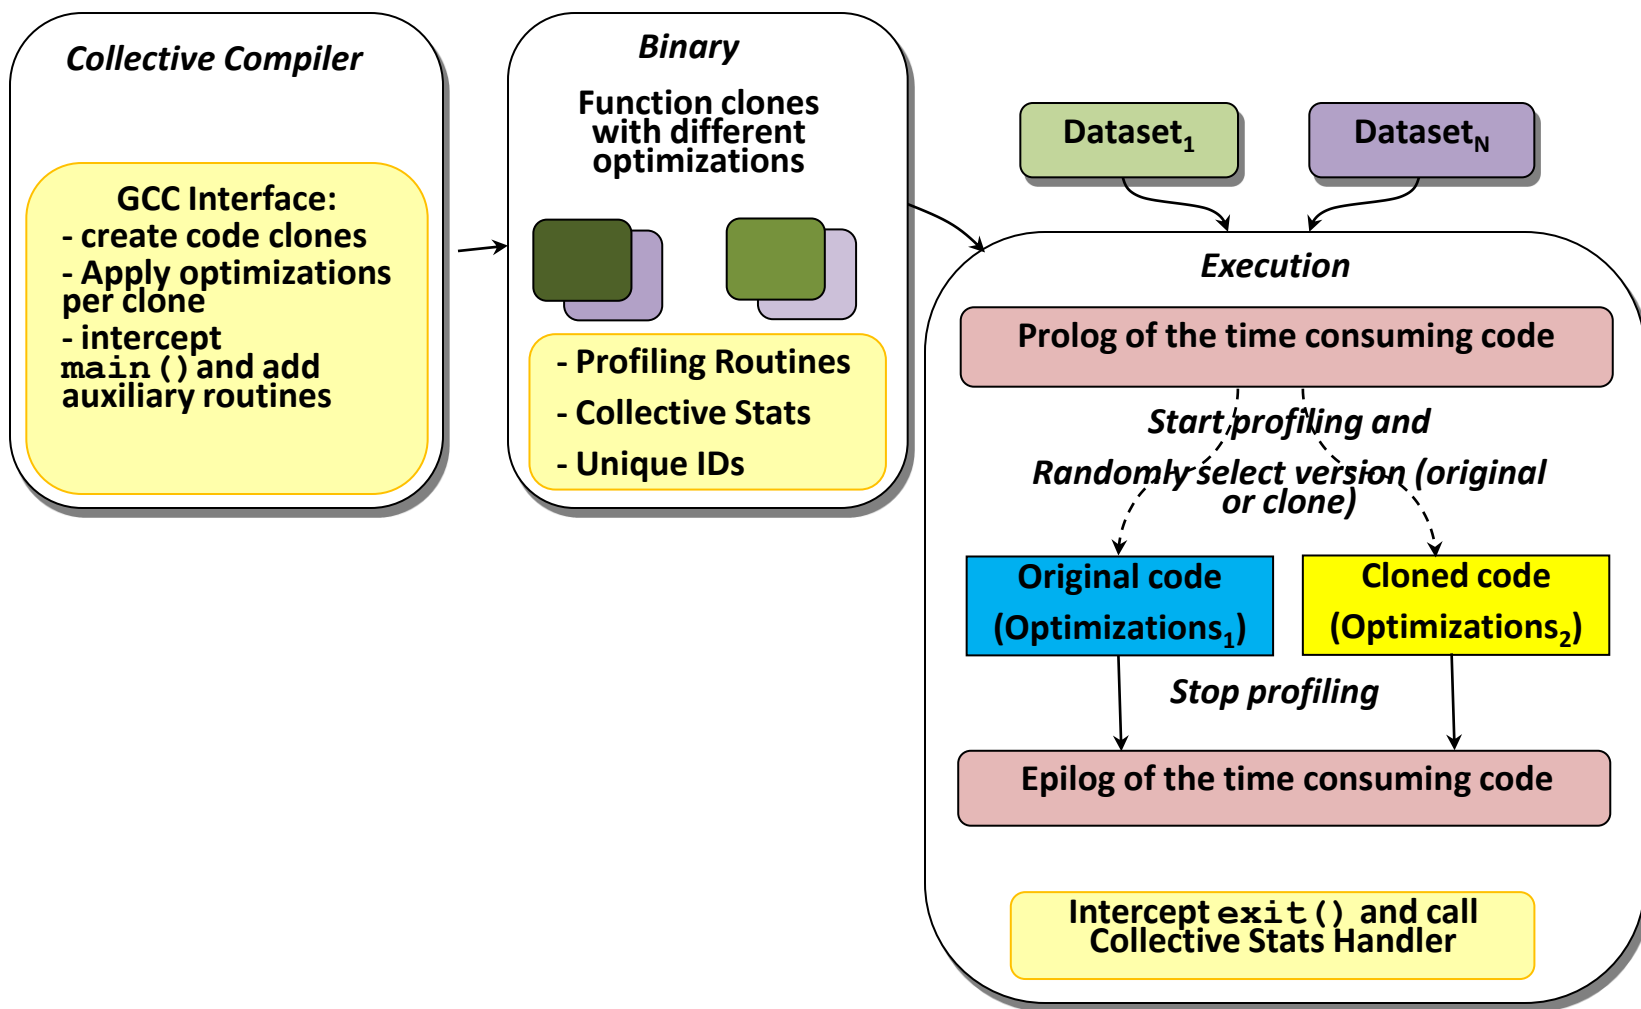 Collective Compiler
GCC Interface:
- create code clones
- Apply optimizations
per clone
- intercept
main() and add
auxiliary routines
Binary
Function clones
with different
optimizations
- Profiling Routines
- Collective Stats
- Unique IDs
Dataset1
DatasetN
Execution
Prolog of the time consuming code
Start profiling and
Randomly select version (original
or clone)
Original code
(Optimizations1)
Cloned code
(Optimizations2)
Stop profiling
Epilog of the time consuming code
Intercept exit() and call
Collective Stats Handler